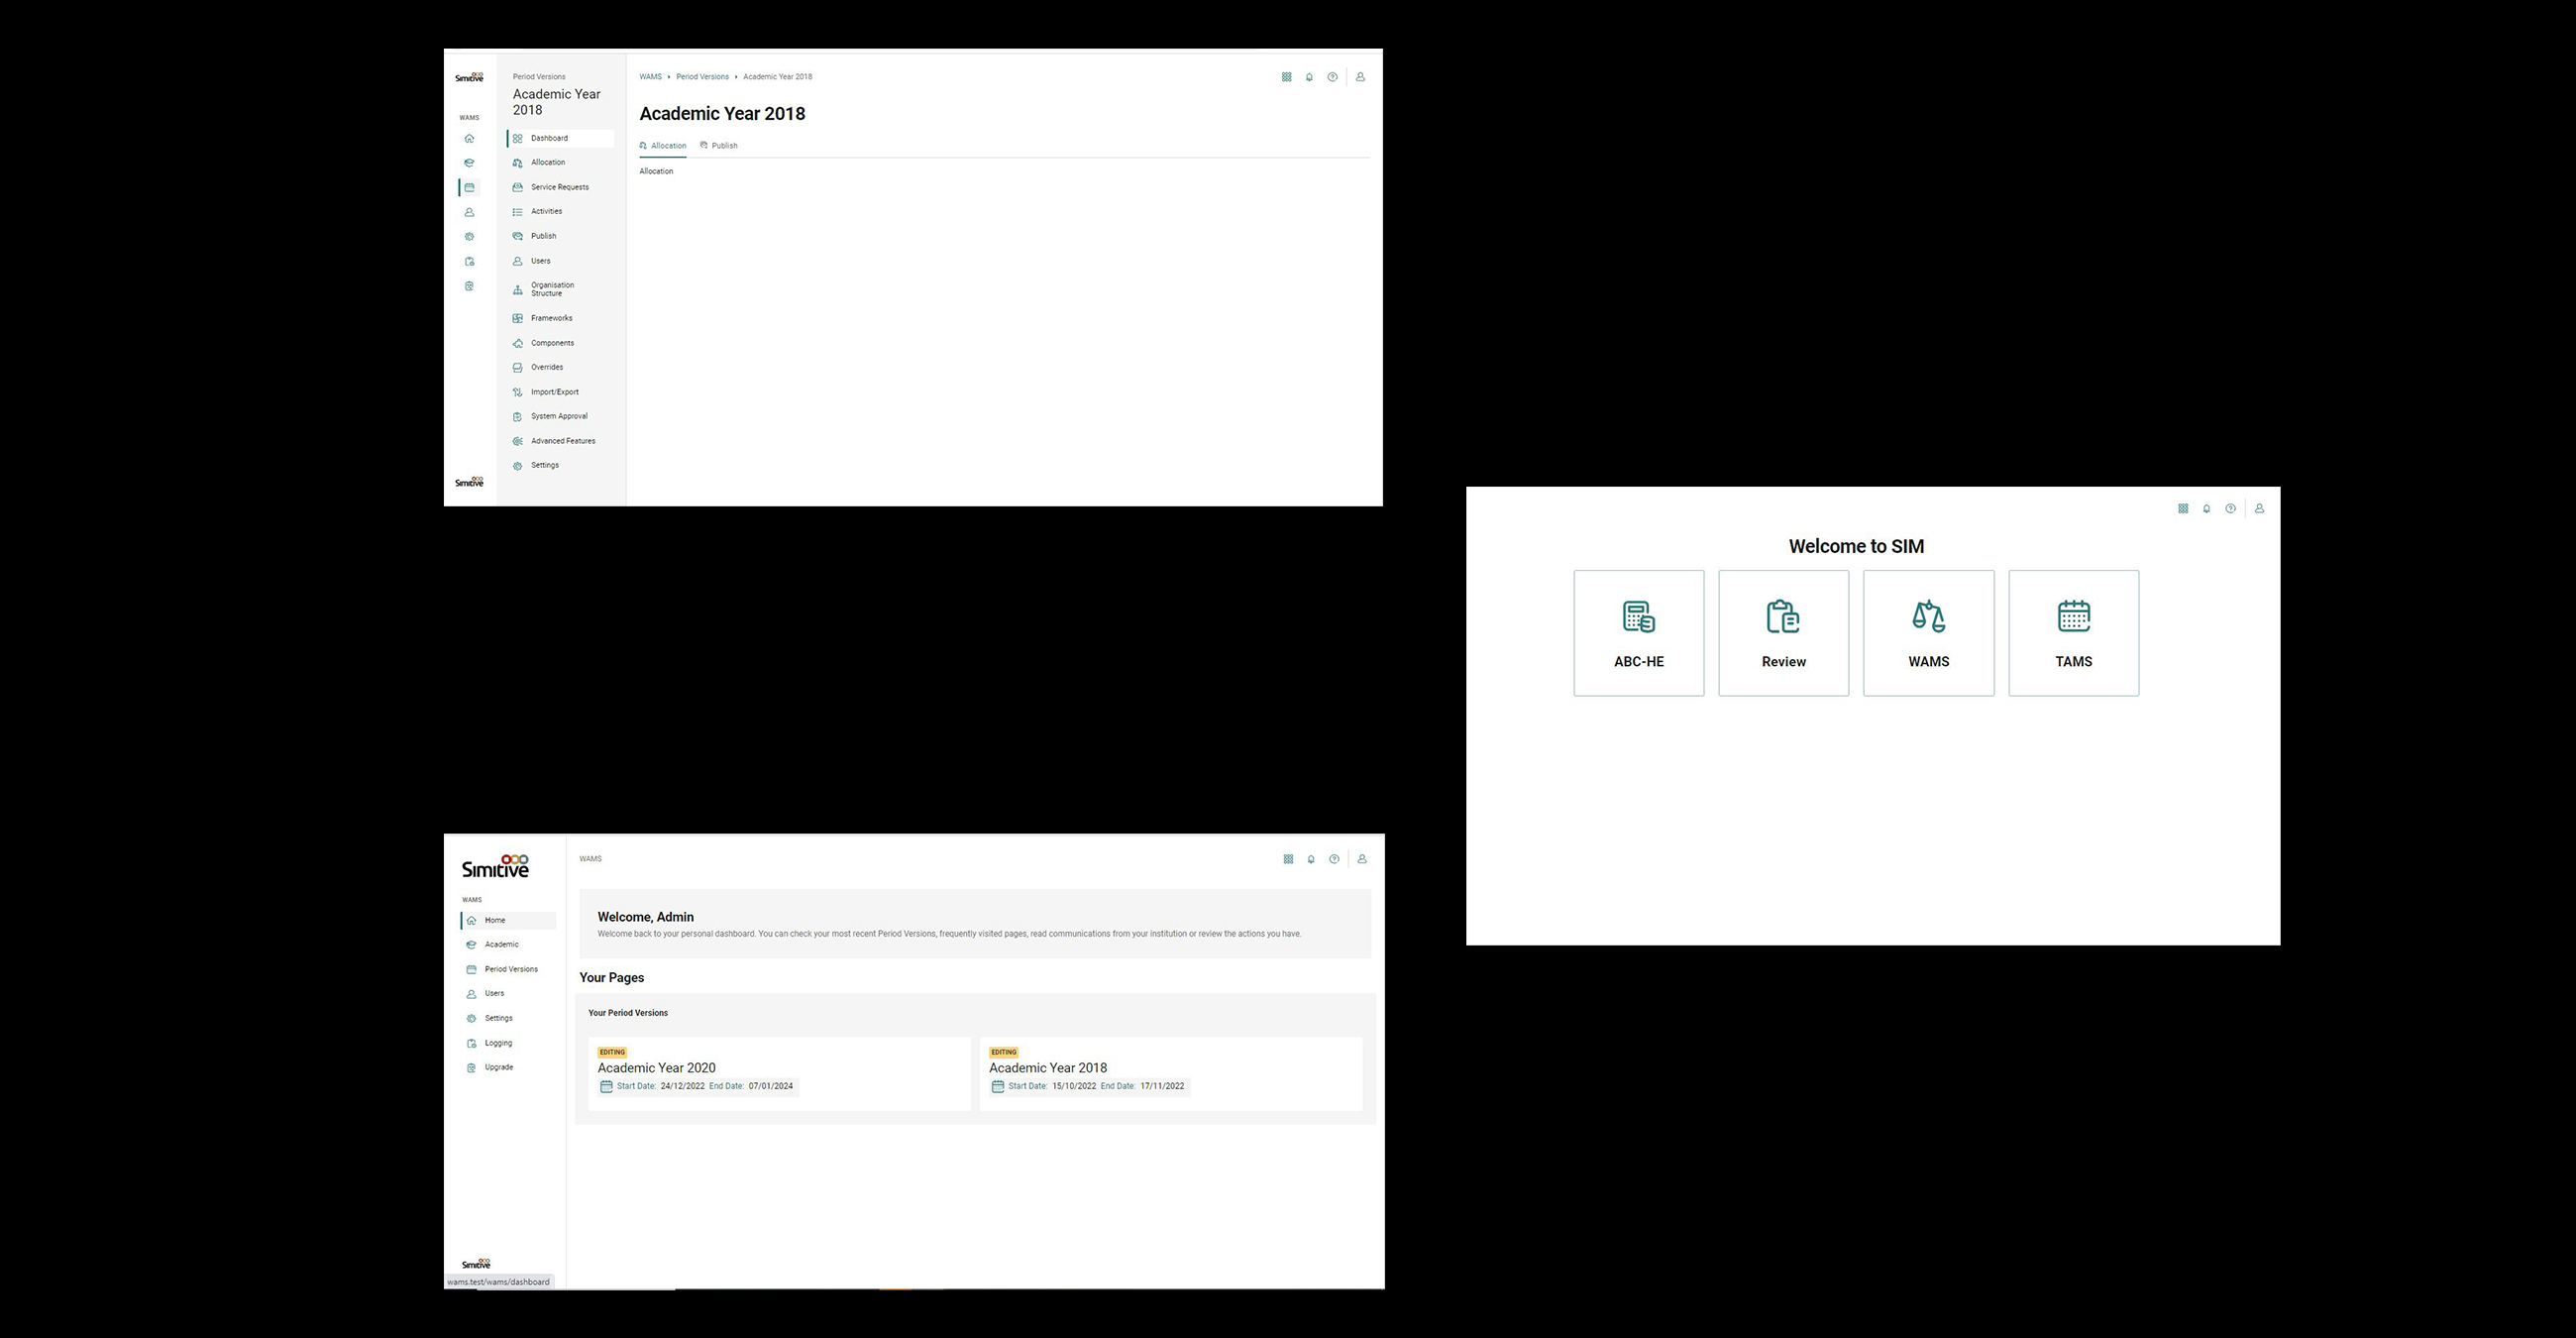 Simitive
WAMS
Period Versions
Academic Year
2018
Dashboard
Allocation
Service Requests
Activities
Publish
Users
Organisation
Structure
Frameworks
Components
Overrides
Import/Export
System Approval
Advanced Features
Settings
Simitive
WAMS › Period Versions › Academic Year 2018
Academic Year 2018
Allocation Publish
Allocation
Welcome to SIM
ABC-HE Review WAMS TAMS
Simitive
WAMS
Home
Academic
Period Versions
Users
Settings
Logging
Upgrade
Simitive
wams.test/wams/dashboard
WAMS
Welcome, Admin
Welcome back to your personal dashboard. You can check your most recent Period Versions, frequently visited pages, read communications from your institution or review the actions you have.
Your Pages
Your Period Versions
EDITING
Academic Year 2020
Start Date: 24/12/2022 End Date: 07/01/2024
EDITING
Academic Year 2018
Start Date: 15/10/2022 End Date: 17/11/2022